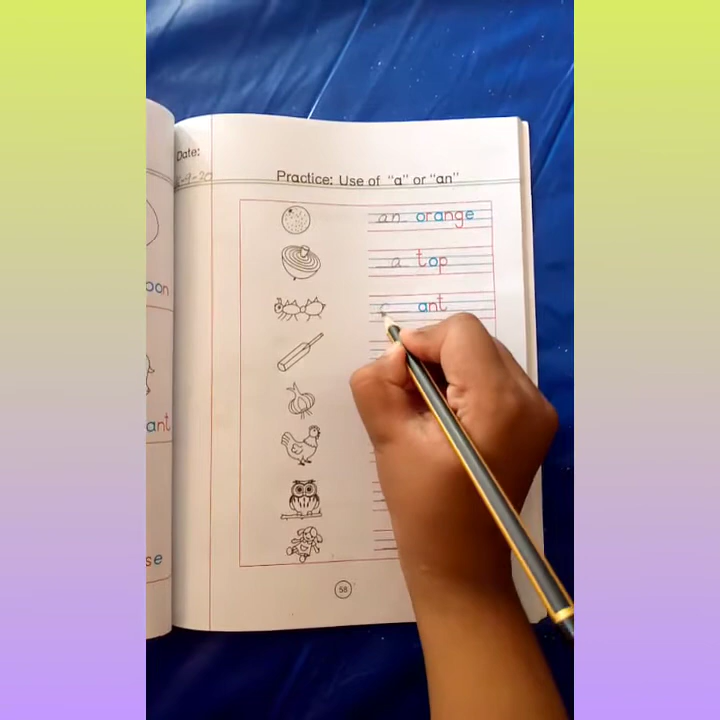 Date:
Practice: Use of "a" or "an"
an orange
a top
ant
oon
ant
se
58